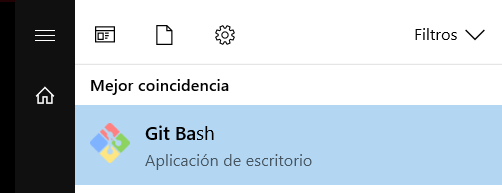 Filtros
Mejor coincidencia
Git Bash
Aplicación de escritorio